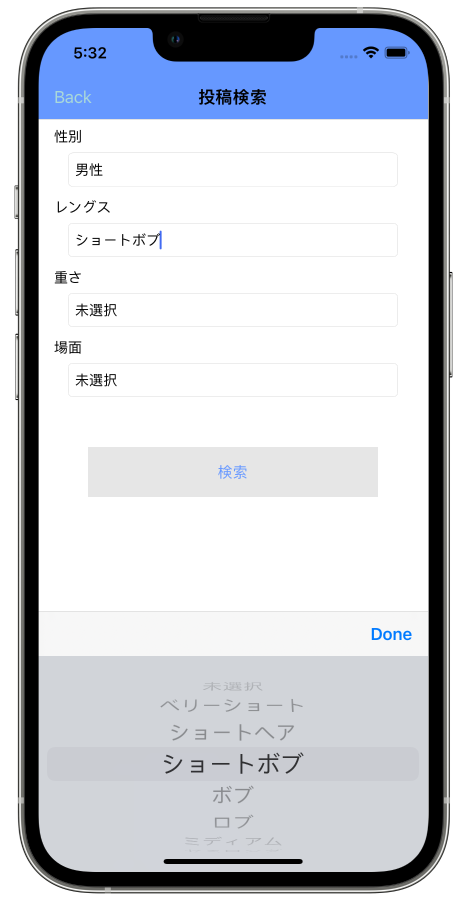 5:32
Back
投稿検索
性別
男性
レングス
ショートボブ
重さ
未選択
場面
未選択
検索
Done
未選択
ベリーショート
ショートヘア
ショートボブ
ボブ
ロブ
ミディアム